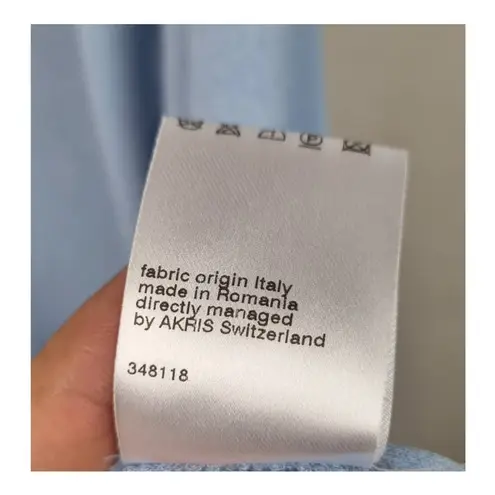 fabric origin Italy
made in Romania
directly managed
by AKRIS Switzerland
348118